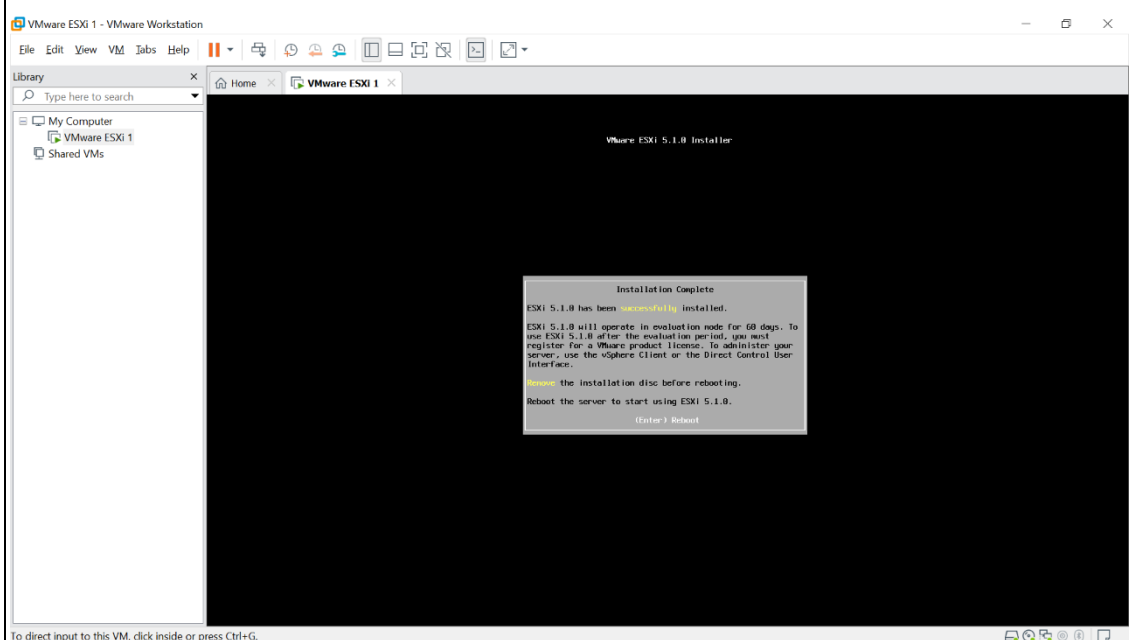 VMware ESXi 1 - VMware Workstation
File Edit View VM Tabs Help
Library
Type here to search
My Computer
VMware ESXi 1
Shared VMs
Home
VMware ESXi 1
VMware ESXi 5.1.0 Installer
Installation Complete
ESXi 5.1.0 has been successfully installed.
ESXi 5.1.0 will operate in evaluation mode for 60 days. To
use ESXi 5.1.0 after the evaluation period, you must
register for a VMware product license. To administer your
server, use the vSphere Client or the Direct Control User
Interface.
Remove the installation disc before rebooting.
Reboot the server to start using ESXi 5.1.0.
(Enter) Reboot
To direct input to this VM, click inside or press Ctrl+G.